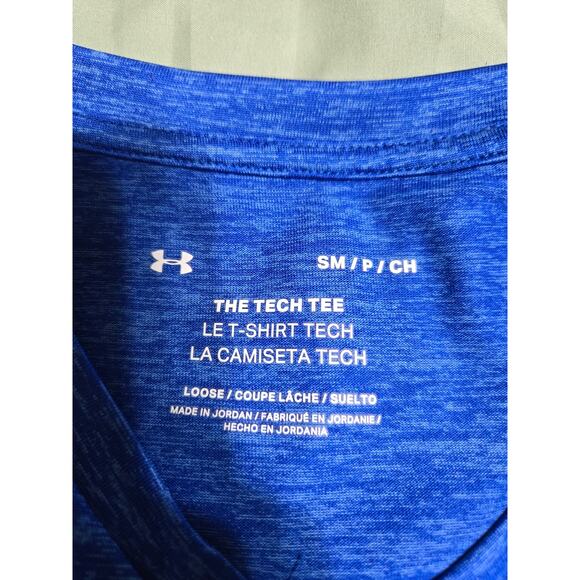 SM / P / CH
THE TECH TEE
LE T-SHIRT TECH
LA CAMISETA TECH
LOOSE / COUPE LÂCHE / SUELTO
MADE IN JORDAN / FABRIQUÉ EN JORDANIE /
HECHO EN JORDANIA